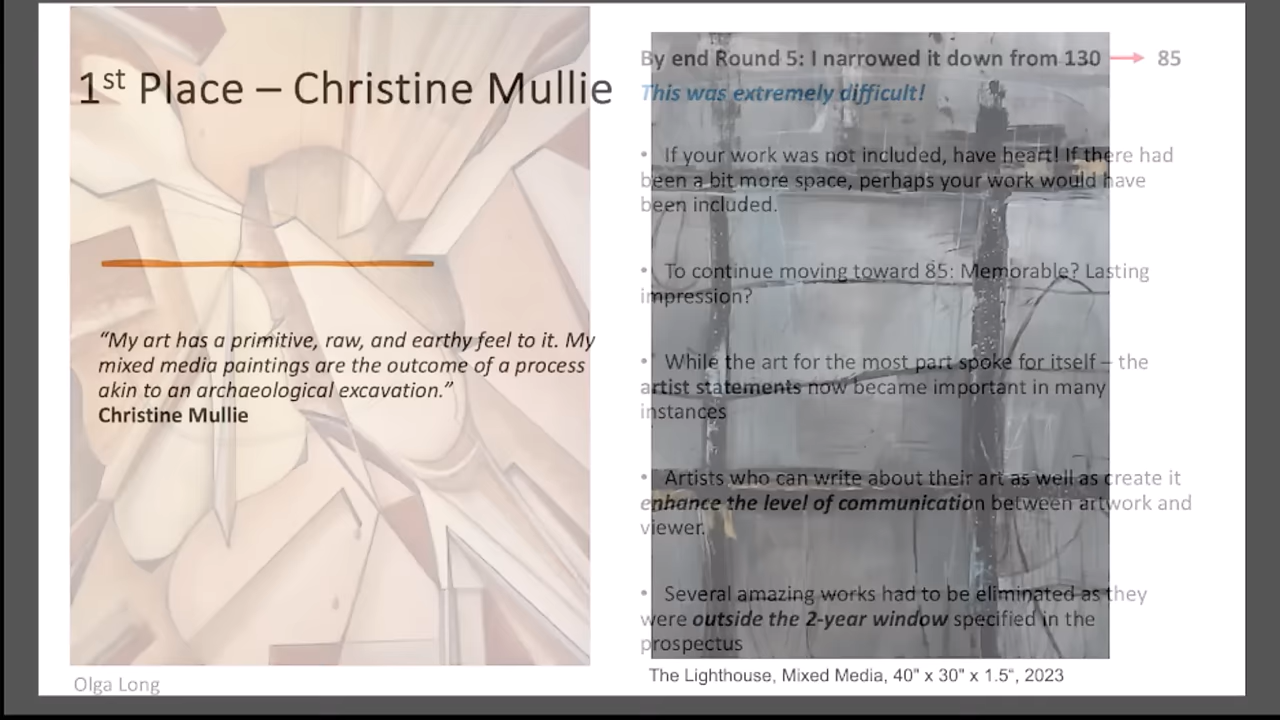 1st Place – Christine Mullie
“My art has a primitive, raw, and earthy feel to it. My
mixed media paintings are the outcome of a process
akin to an archaeological excavation.”
Christine Mullie
Olga Long
By end Round 5: I narrowed it down from 130 → 85
This was extremely difficult!
• If your work was not included, have heart! If there had
been a bit more space, perhaps your work would have
been included.
• To continue moving toward 85: Memorable? Lasting
impression?
• While the art for the most part spoke for itself – the
artist statements now became important in many
instances
• Artists who can write about their art as well as create it
enhance the level of communication between artwork and
viewer.
• Several amazing works had to be eliminated as they
were outside the 2-year window specified in the
prospectus
The Lighthouse, Mixed Media, 40" x 30" x 1.5“, 2023